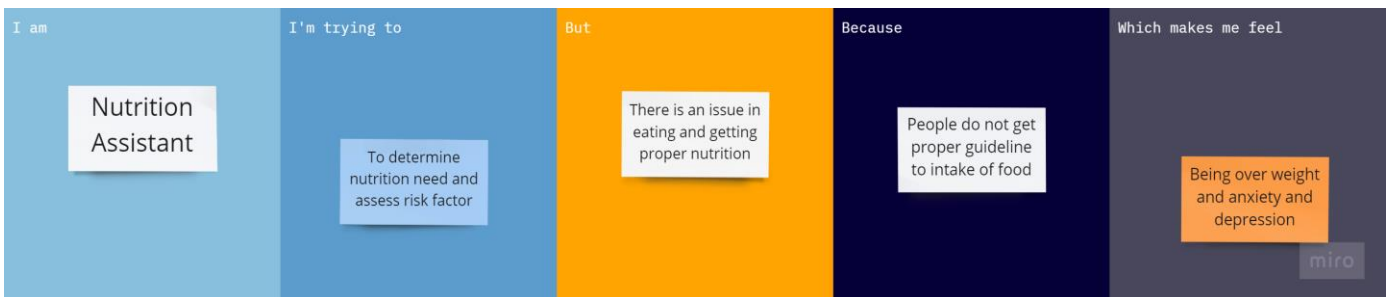 I am
Nutrition
Assistant
I'm trying to
To determine
nutrition need and
assess risk factor
But
There is an issue in
eating and getting
proper nutrition
Because
People do not get
proper guideline
to intake of food
Which makes me feel
Being over weight
and anxiety and
depression
miro